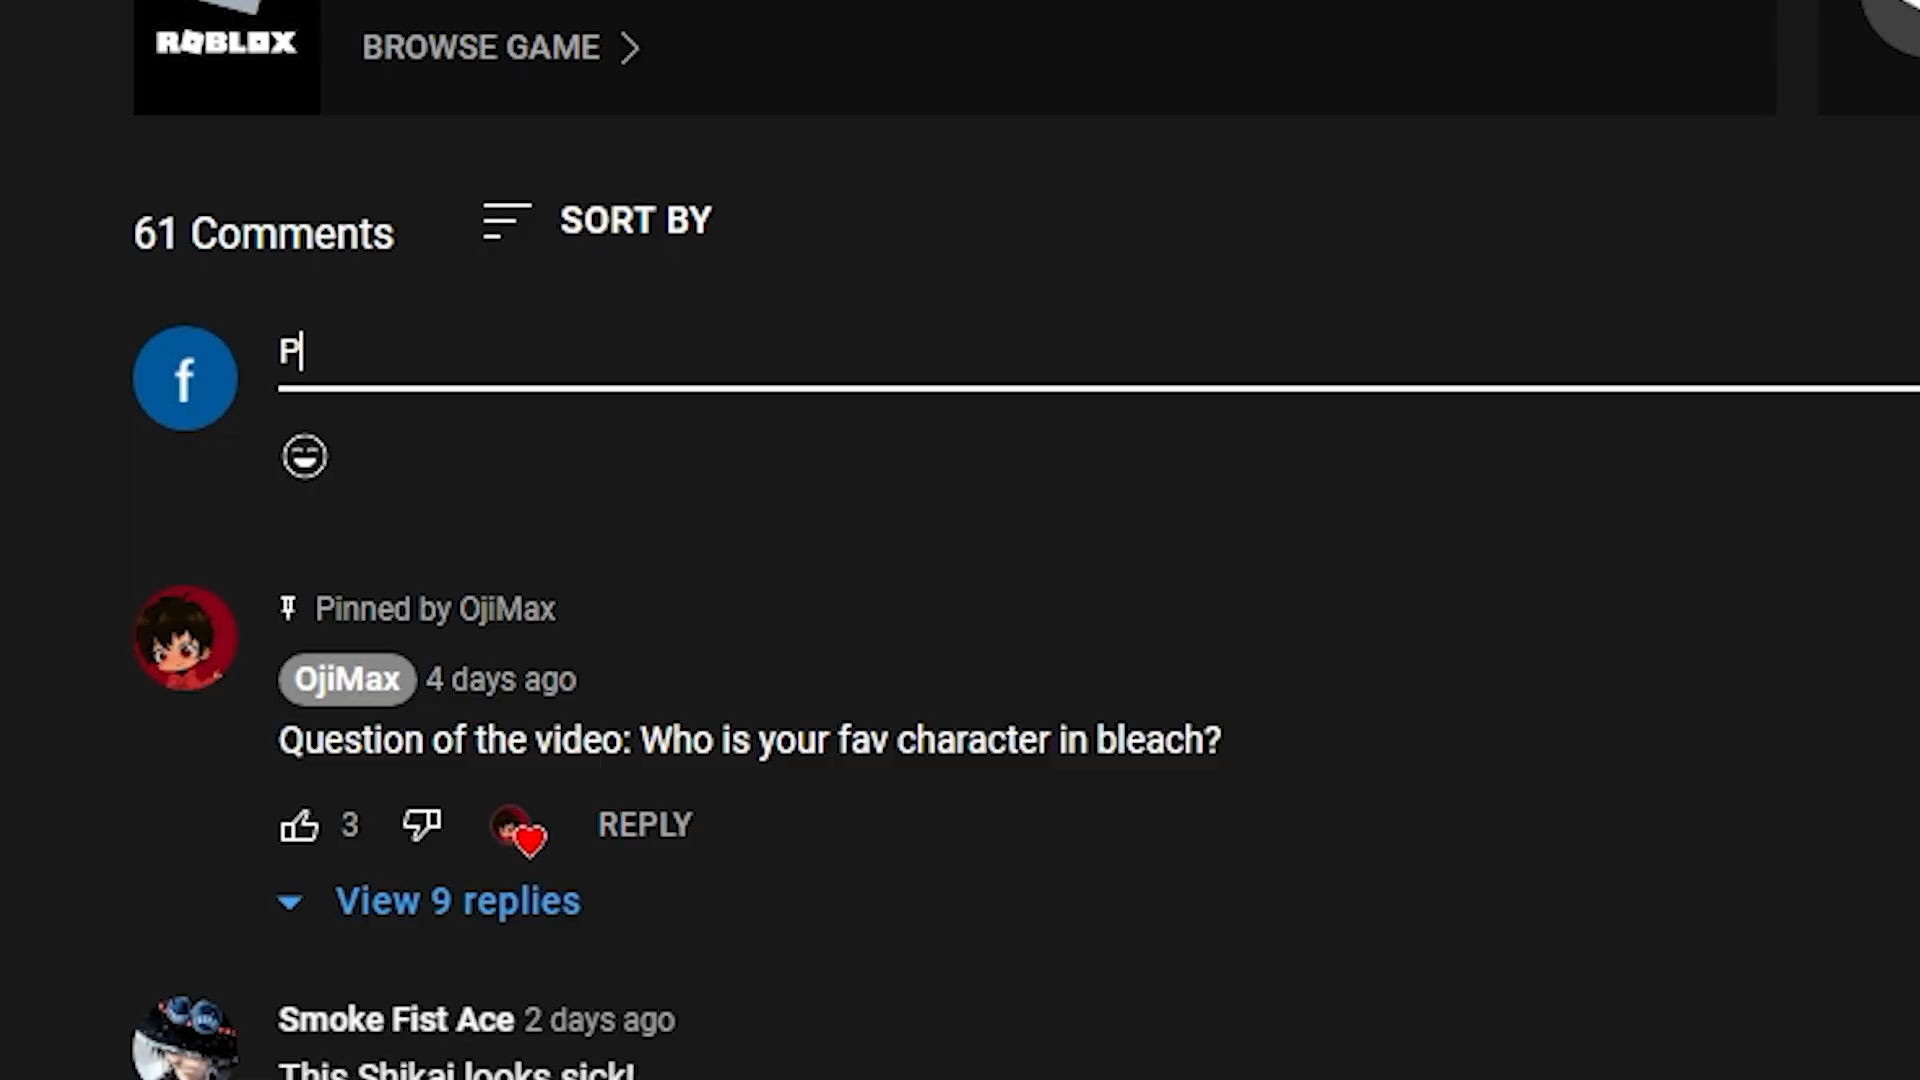 ROBLOX
BROWSE GAME
61 Comments
SORT BY
f
P
Pinned by OjiMax
OjiMax 4 days ago
Question of the video: Who is your fav character in bleach?
3
REPLY
View 9 replies
Smoke Fist Ace 2 days ago
This Shikai looks sick!